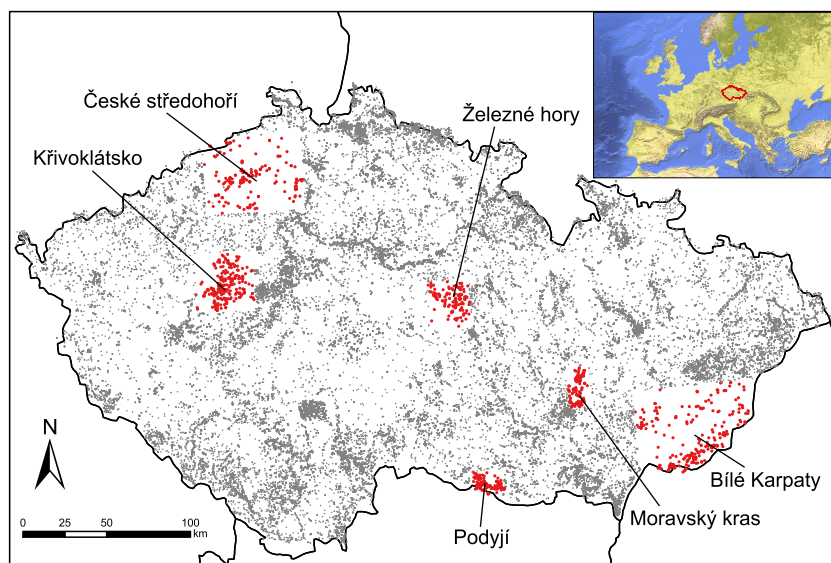 České středohoří
Železné hory
Křivoklátsko
N
0 25 50 100
km
Bílé Karpaty
Moravský kras
Podyjí